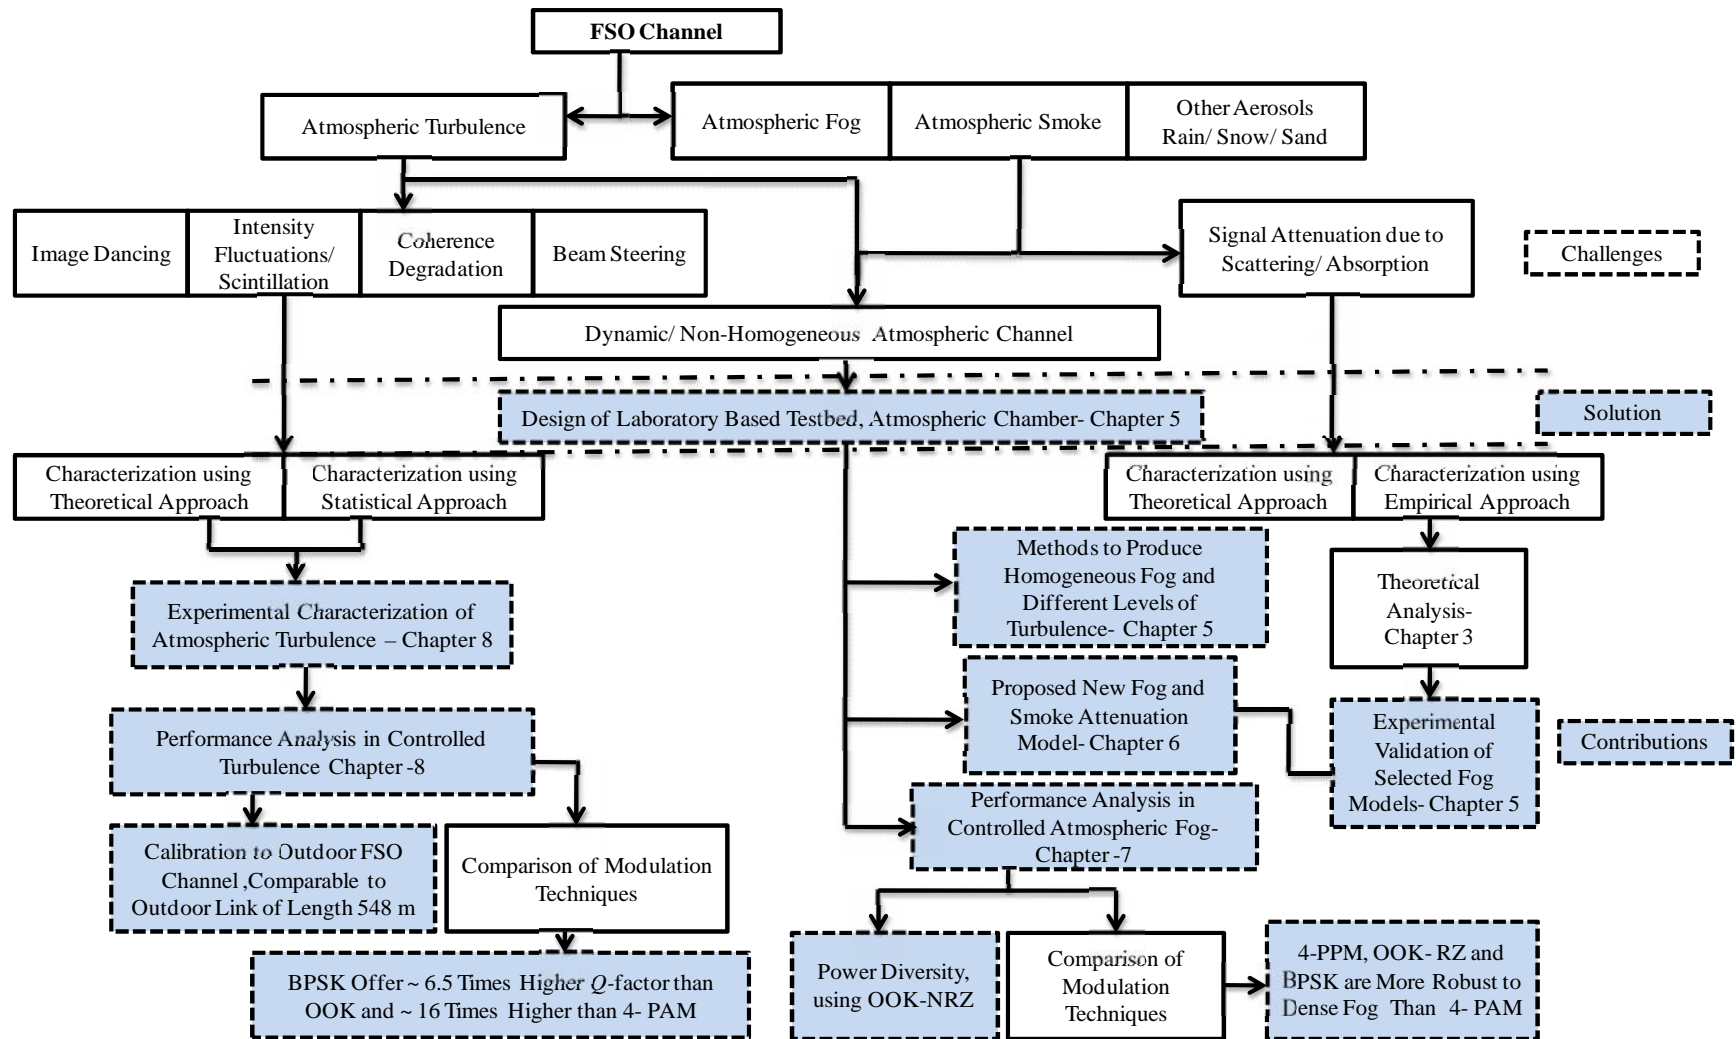 FSO Channel
Atmospheric Turbulence
Atmospheric Fog
Atmospheric Smoke
Other Aerosols
Rain/ Snow/ Sand
Image Dancing
Intensity
Fluctuations/
Scintillation
Coherence
Degradation
Beam Steering
Signal Attenuation due to
Scattering/ Absorption
Challenges
Dynamic/ Non-Homogeneous Atmospheric Channel
Design of Laboratory Based Testbed, Atmospheric Chamber- Chapter 5
Solution
Characterization using
Theoretical Approach
Characterization using
Statistical Approach
Characterization using
Theoretical Approach
Characterization using
Empirical Approach
Methods to Produce
Homogeneous Fog and
Different Levels of
Turbulence- Chapter 5
Theoretical
Analysis-
Chapter 3
Experimental Characterization of
Atmospheric Turbulence – Chapter 8
Proposed New Fog and
Smoke Attenuation
Model- Chapter 6
Experimental
Validation of
Selected Fog
Models- Chapter 5
Contributions
Performance Analysis in Controlled
Turbulence Chapter -8
Performance Analysis in
Controlled Atmospheric Fog-
Chapter -7
Calibration to Outdoor FSO
Channel ,Comparable to
Outdoor Link of Length 548 m
Comparison of Modulation
Techniques
BPSK Offer ~ 6.5 Times Higher Q-factor than
OOK and ~ 16 Times Higher than 4- PAM
Power Diversity,
using OOK-NRZ
Comparison of
Modulation
Techniques
4-PPM, OOK- RZ and
BPSK are More Robust to
Dense Fog Than 4- PAM